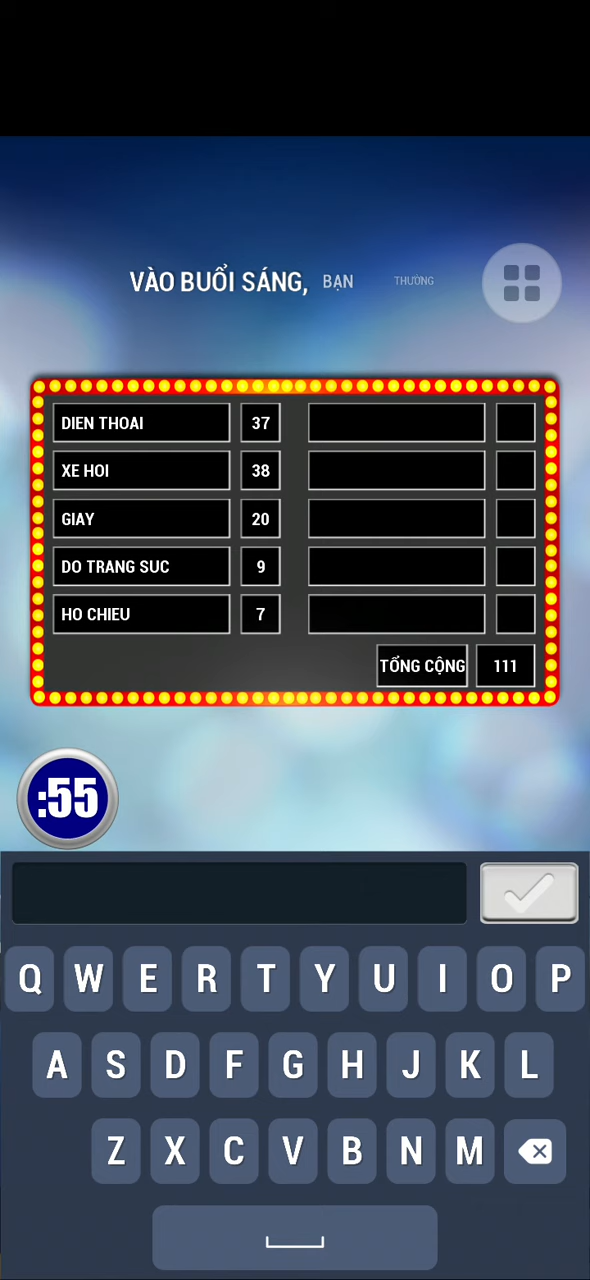 VÀO BUỔI SÁNG, BẠN THƯỜNG
DIEN THOAI 37
XE HOI 38
GIAY 20
DO TRANG SUC 9
HO CHIEU 7
TỔNG CỘNG 111
:55
Q W E R T Y U I O P
A S D F G H J K L
Z X C V B N M